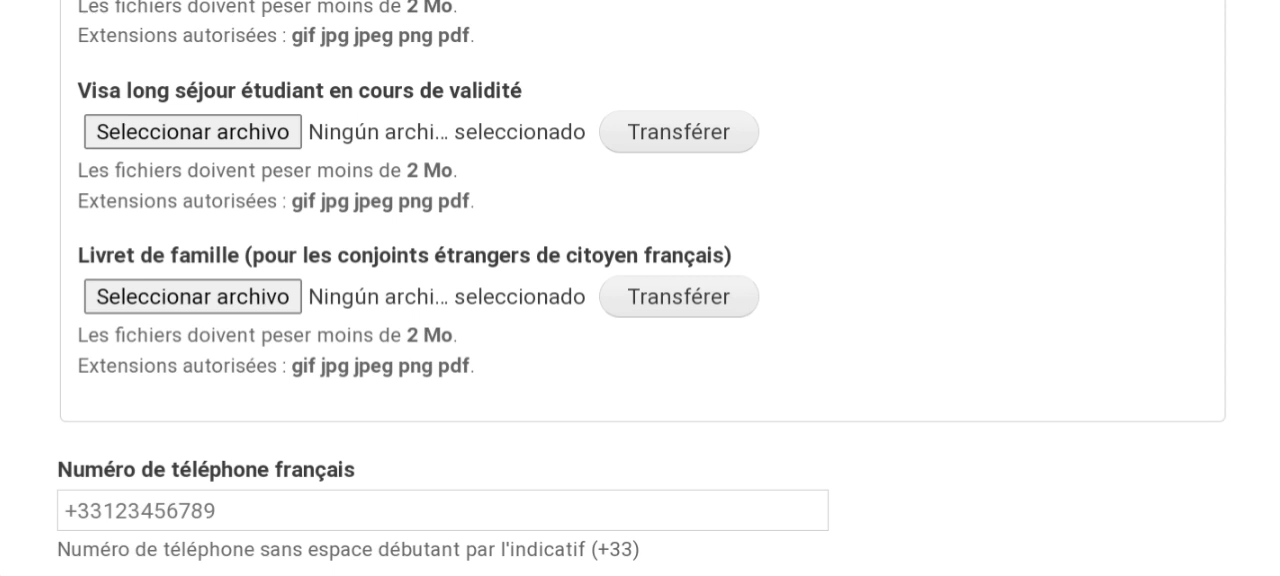 Les fichiers doivent peser moins de 2 Mo.
Extensions autorisées : gif jpg jpeg png pdf.
Visa long séjour étudiant en cours de validité
Seleccionar archivo Ningún archi... seleccionado Transférer
Les fichiers doivent peser moins de 2 Mo.
Extensions autorisées : gif jpg jpeg png pdf.
Livret de famille (pour les conjoints étrangers de citoyen français)
Seleccionar archivo Ningún archi... seleccionado Transférer
Les fichiers doivent peser moins de 2 Mo.
Extensions autorisées : gif jpg jpeg png pdf.
Numéro de téléphone français
+33123456789
Numéro de téléphone sans espace débutant par l'indicatif (+33)